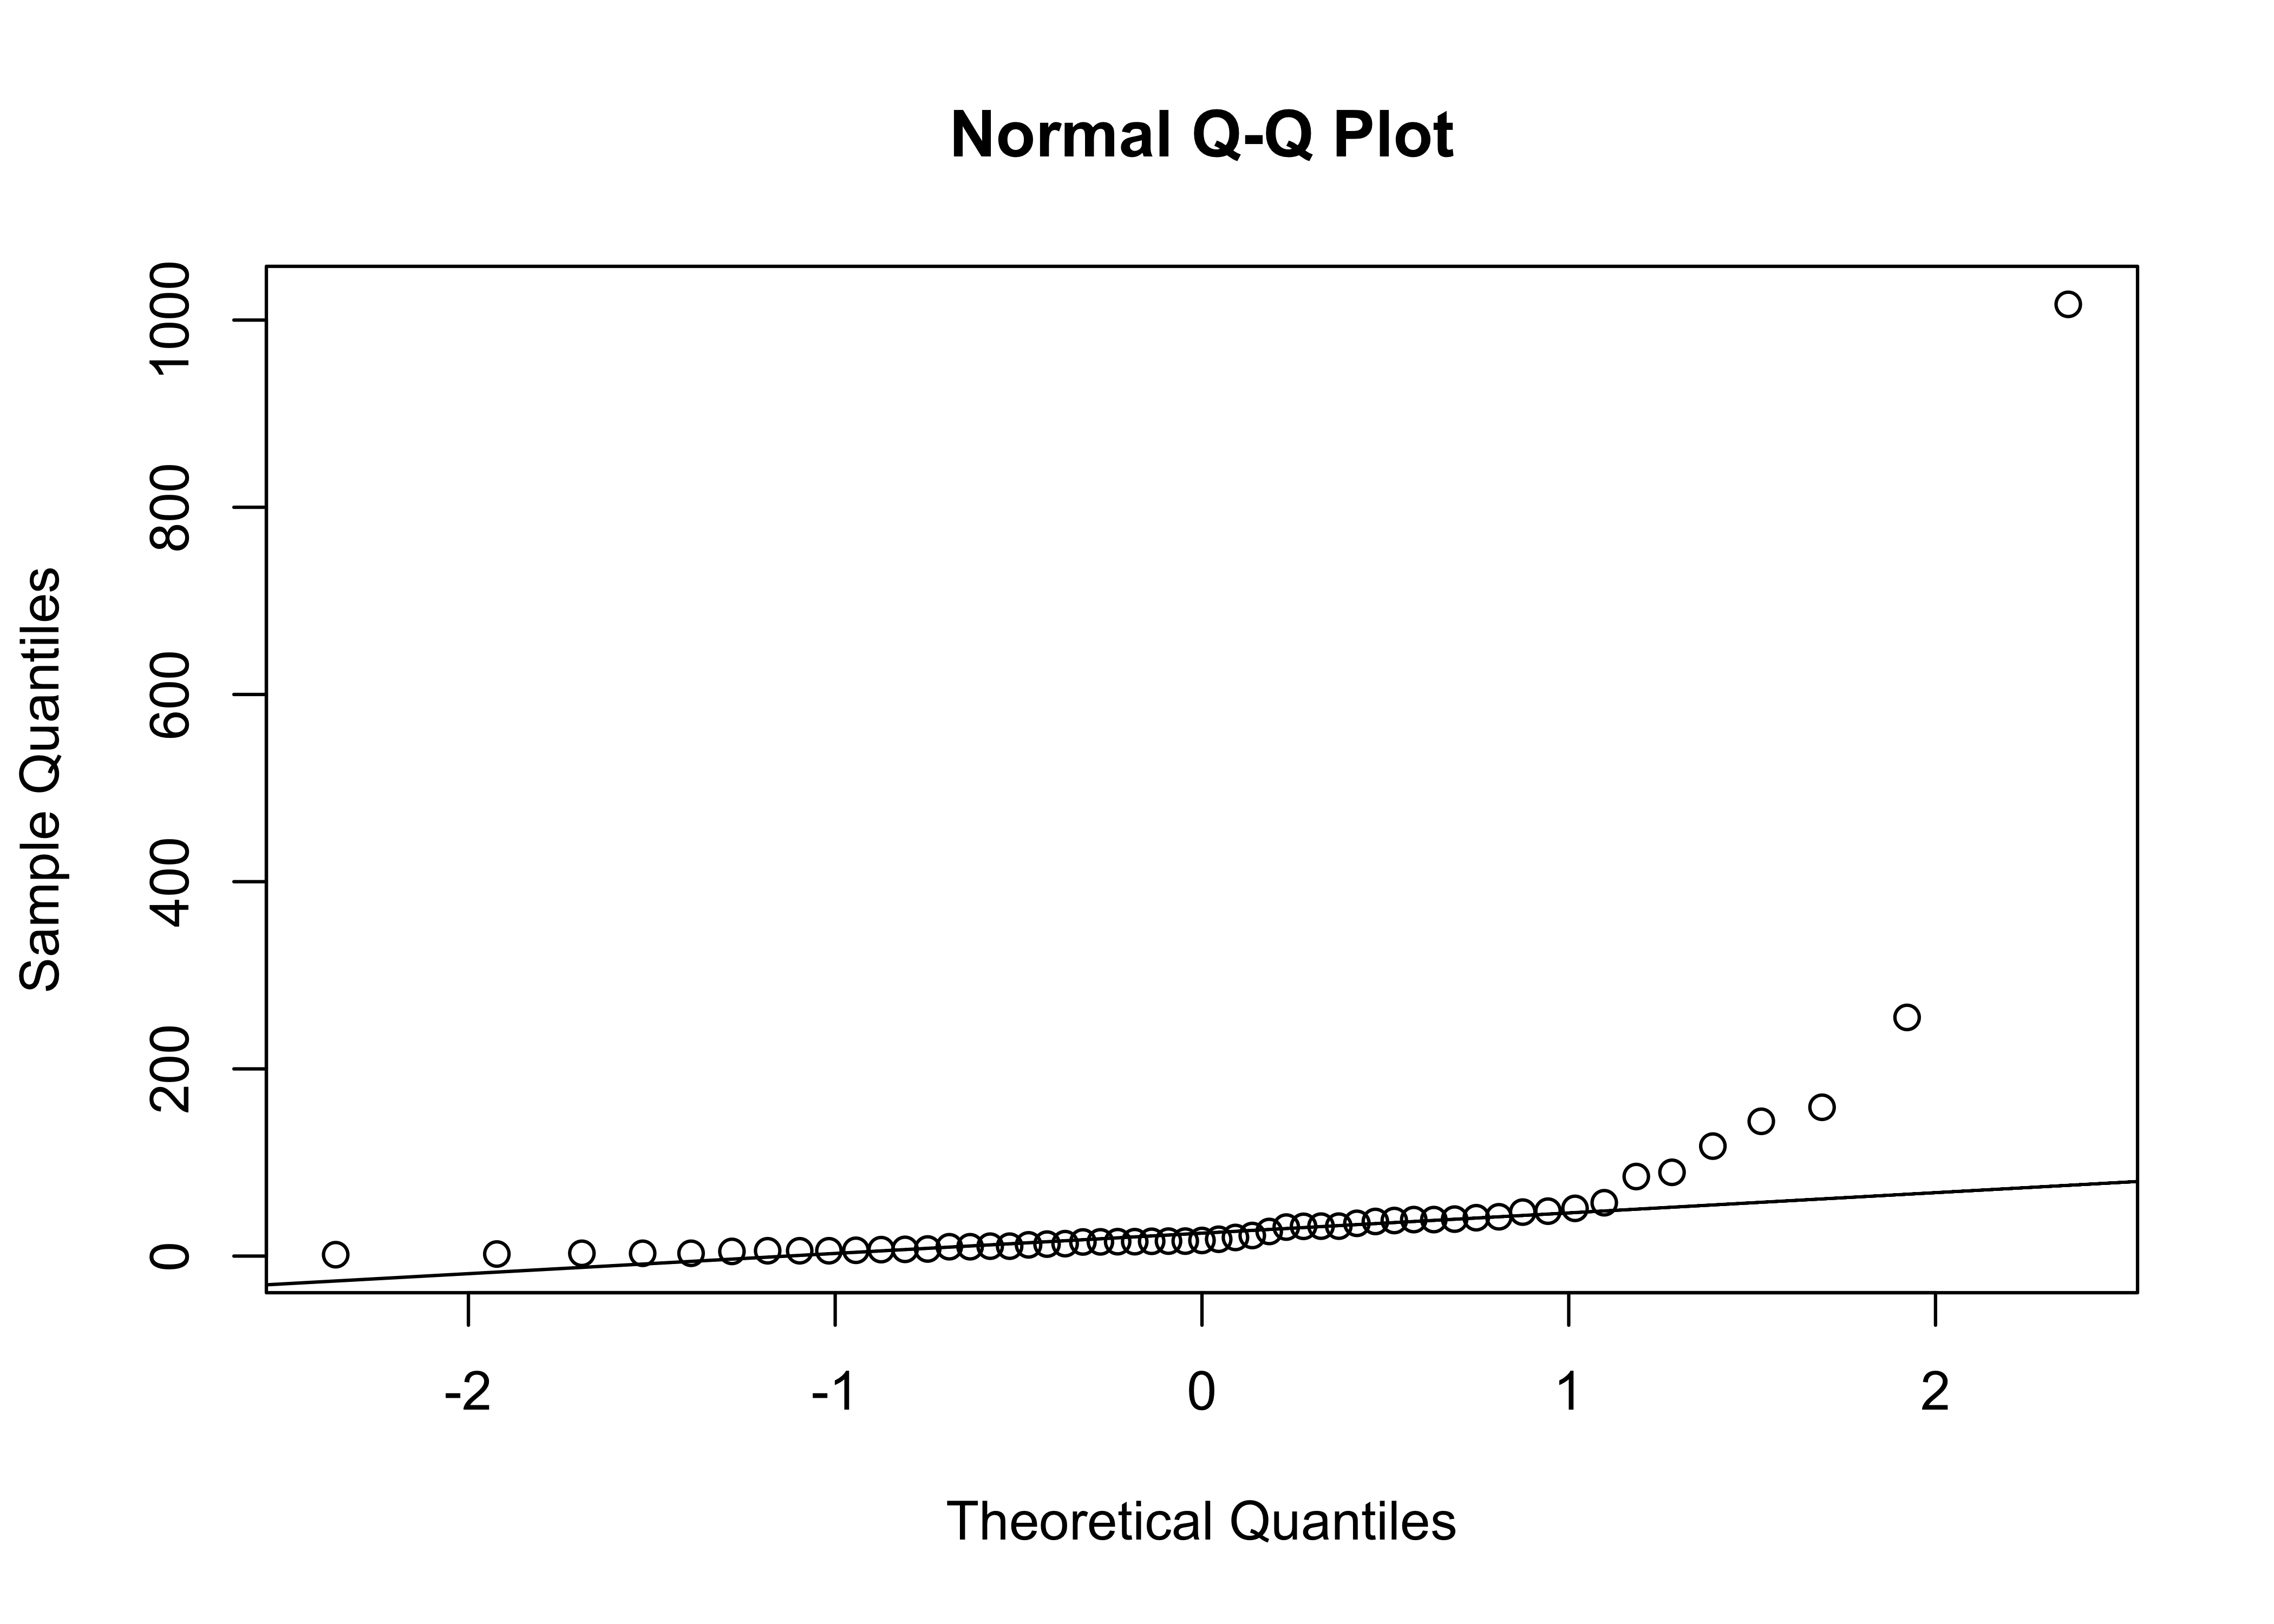 Normal Q-Q Plot
Sample Quantiles
1000
800
600
400
200
0
-2 -1 0 1 2
Theoretical Quantiles